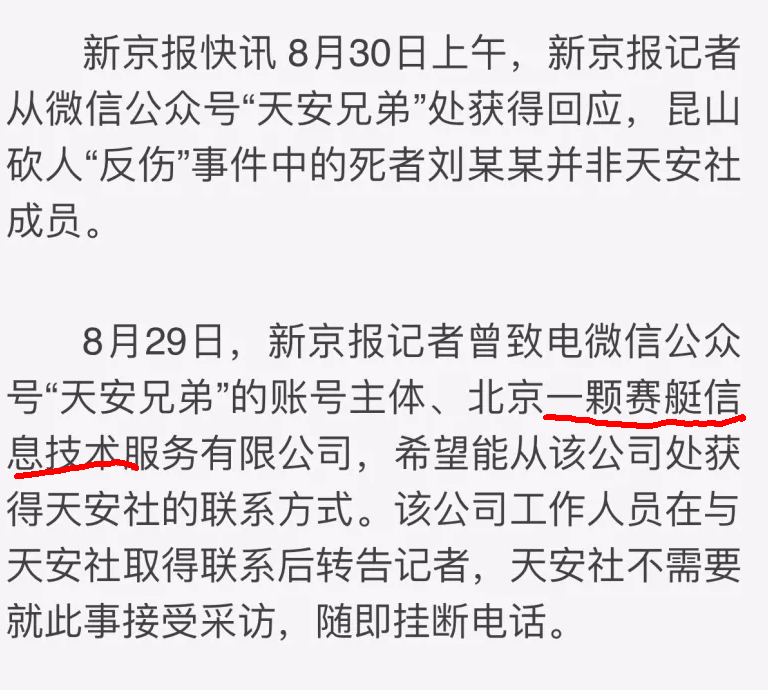 新京报快讯 8月30日上午，新京报记者
从微信公众号“天安兄弟”处获得回应，昆山
砍人“反伤”事件中的死者刘某某并非天安社
成员。
8月29日，新京报记者曾致电微信公众
号“天安兄弟”的账号主体、北京一颗赛艇信
息技术服务有限公司，希望能从该公司处获
得天安社的联系方式。该公司工作人员在与
天安社取得联系后转告记者，天安社不需要
就此事接受采访，随即挂断电话。